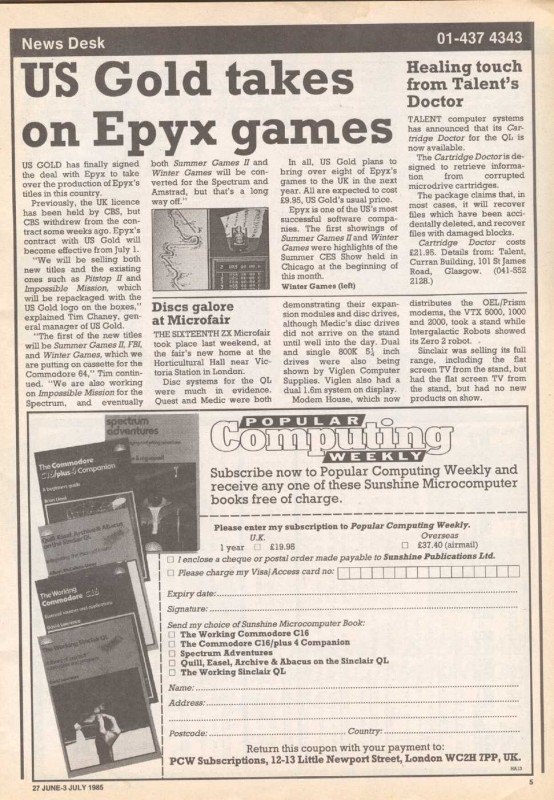 News Desk
01-437 4343
US Gold takes
on Epyx games
US GOLD has finally signed
the deal with Epyx to take
over the production of Epyx's
titles in this country.
Previously, the UK licence
has been held by CBS, but
CBS withdrew from the con-
tract some weeks ago. Epyx's
contract with US Gold will
become effective from July 1.
"We will be selling both
new titles and the existing
ones such as Pitstop II and
Impossible Mission, which
will be repackaged with the
US Gold logo on the boxes,"
explained Tim Chaney, gen-
eral manager of US Gold.
"The first of the new titles
will be Summer Games II, FBI,
and Winter Games, which we
are putting on cassette for the
Commodore 64," Tim contin-
ued. "We are also working
on Impossible Mission for the
Spectrum, and eventually
both Summer Games II and
Winter Games will be con-
verted for the Spectrum and
Amstrad, but that's a long
way off."
In all, US Gold plans to
bring over eight of Epyx's
games to the UK in the next
year. All are expected to cost
£9.95, US Gold's usual price.
Epyx is one of the US's most
successful software compa-
nies. The first showings of
Summer Games II and Winter
Games were highlights of the
Summer CES Show held in
Chicago at the beginning of
this month.
Winter Games (left)
Healing touch
from Talent's
Doctor
TALENT computer systems
has announced that its Car-
tridge Doctor for the QL is
now available.
The Cartridge Doctor is de-
signed to retrieve informa-
tion from corrupted
microdrive cartridges.
The package claims that, in
most cases, it will recover
files which have been acci-
dentally deleted, and recover
files with damaged blocks.
Cartridge Doctor costs
£21.95. Details from: Talent,
Curran Building, 101 St James
Road, Glasgow. (041-552
2128.)
Discs galore
at Microfair
THE SIXTEENTH ZX Microfair
took place last weekend, at
the fair's new home at the
Horticultural Hall near Vic-
toria Station in London.
Disc systems for the QL
were much in evidence.
Quest and Medic were both
demonstrating their expan-
sion modules and disc drives,
although Medic's disc drives
did not arrive on the stand
until well into the day. Dual
and single 800K 5¼ inch
drives were also being
shown by Viglen Computer
Supplies. Viglen also had a
dual 1.6m system on display.
Modem House, which now
distributes the OEL/Prism
modems, the VTX 5000, 1000
and 2000, took a stand while
Intergalactic Robots showed
its Zero 2 robot.
Sinclair was selling its full
range, including the flat
screen TV from the stand, but
had the flat screen TV from
the stand, but had no new
products on show.
spectrum
adventures
The Commodore
C16/plus 4 Companion
Quill, Easel, Archive & Abacus
on the Sinclair QL
The Working
Commodore C16
The Working Sinclair QL
POPULAR
Computing
WEEKLY
Subscribe now to Popular Computing Weekly and
receive any one of these Sunshine Microcomputer
books free of charge.
Please enter my subscription to Popular Computing Weekly.
U.K. Overseas
1 year □ £19.95 □ £37.40 (airmail)
□ I enclose a cheque or postal order made payable to Sunshine Publications Ltd.
□ Please charge my Visa/Access card no:
Expiry date:
Signature:
Send my choice of Sunshine Microcomputer Book:
□ The Working Commodore C16
□ The Commodore C16/plus 4 Companion
□ Spectrum Adventures
□ Quill, Easel, Archive & Abacus on the Sinclair QL
□ The Working Sinclair QL
Name:
Address:
Postcode: Country:
Return this coupon with your payment to:
PCW Subscriptions, 12-13 Little Newport Street, London WC2H 7PP, UK.
27 JUNE-3 JULY 1985
5